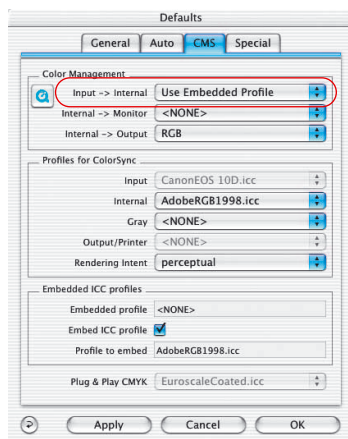 Defaults
General Auto CMS Special
Color Management
Input -> Internal Use Embedded Profile
Internal -> Monitor <NONE>
Internal -> Output RGB
Profiles for ColorSync
Input CanonEOS 10D.icc
Internal AdobeRGB1998.icc
Gray <NONE>
Output/Printer <NONE>
Rendering Intent perceptual
Embedded ICC profiles
Embedded profile <NONE>
Embed ICC profile
Profile to embed AdobeRGB1998.icc
Plug & Play CMYK EuroscaleCoated.icc
Apply Cancel OK